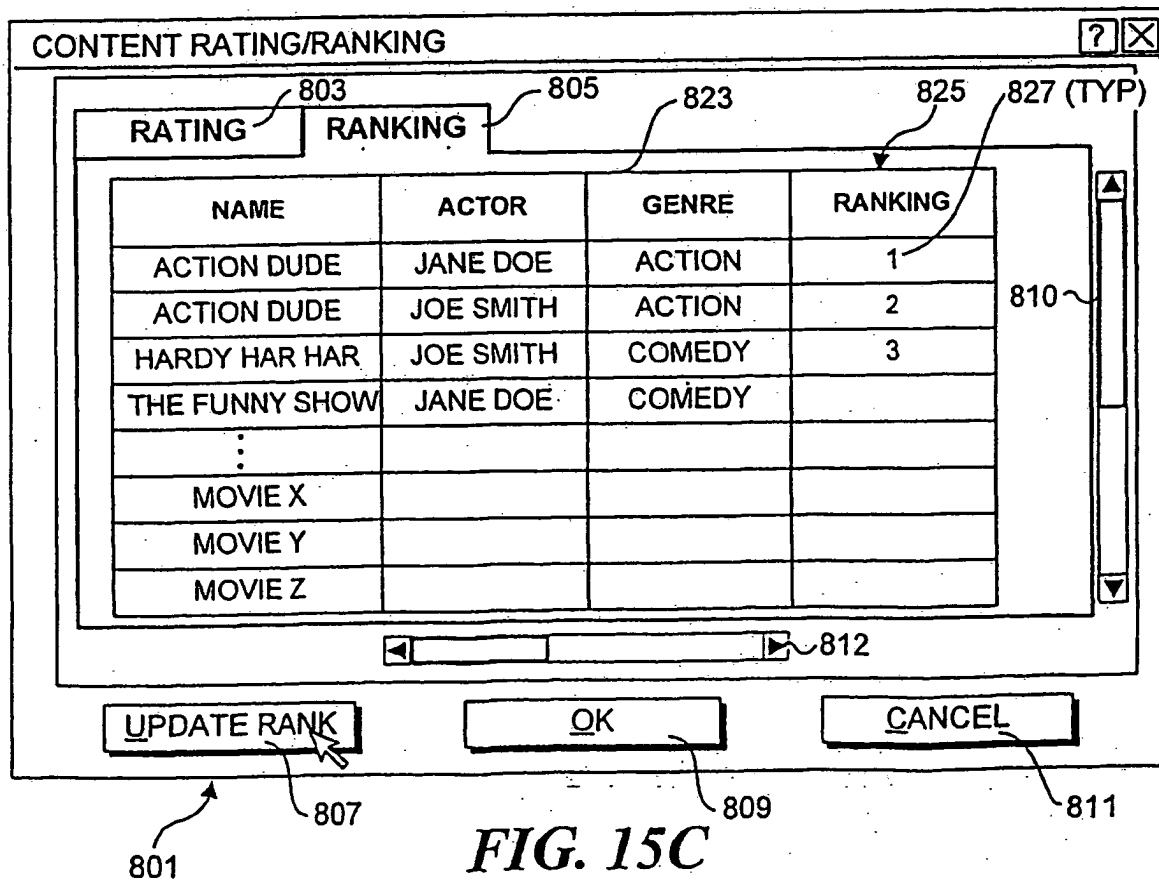 CONTENT RATING/RANKING ? X
803 805 823 825 827 (TYP)
RATING RANKING
NAME ACTOR GENRE RANKING
ACTION DUDE JANE DOE ACTION 1
ACTION DUDE JOE SMITH ACTION 2
810
HARDY HAR HAR JOE SMITH COMEDY 3
THE FUNNY SHOW JANE DOE COMEDY
MOVIE X
MOVIE Y
MOVIE Z
812
UPDATE RANK OK CANCEL
801 807 809 811
FIG. 15C